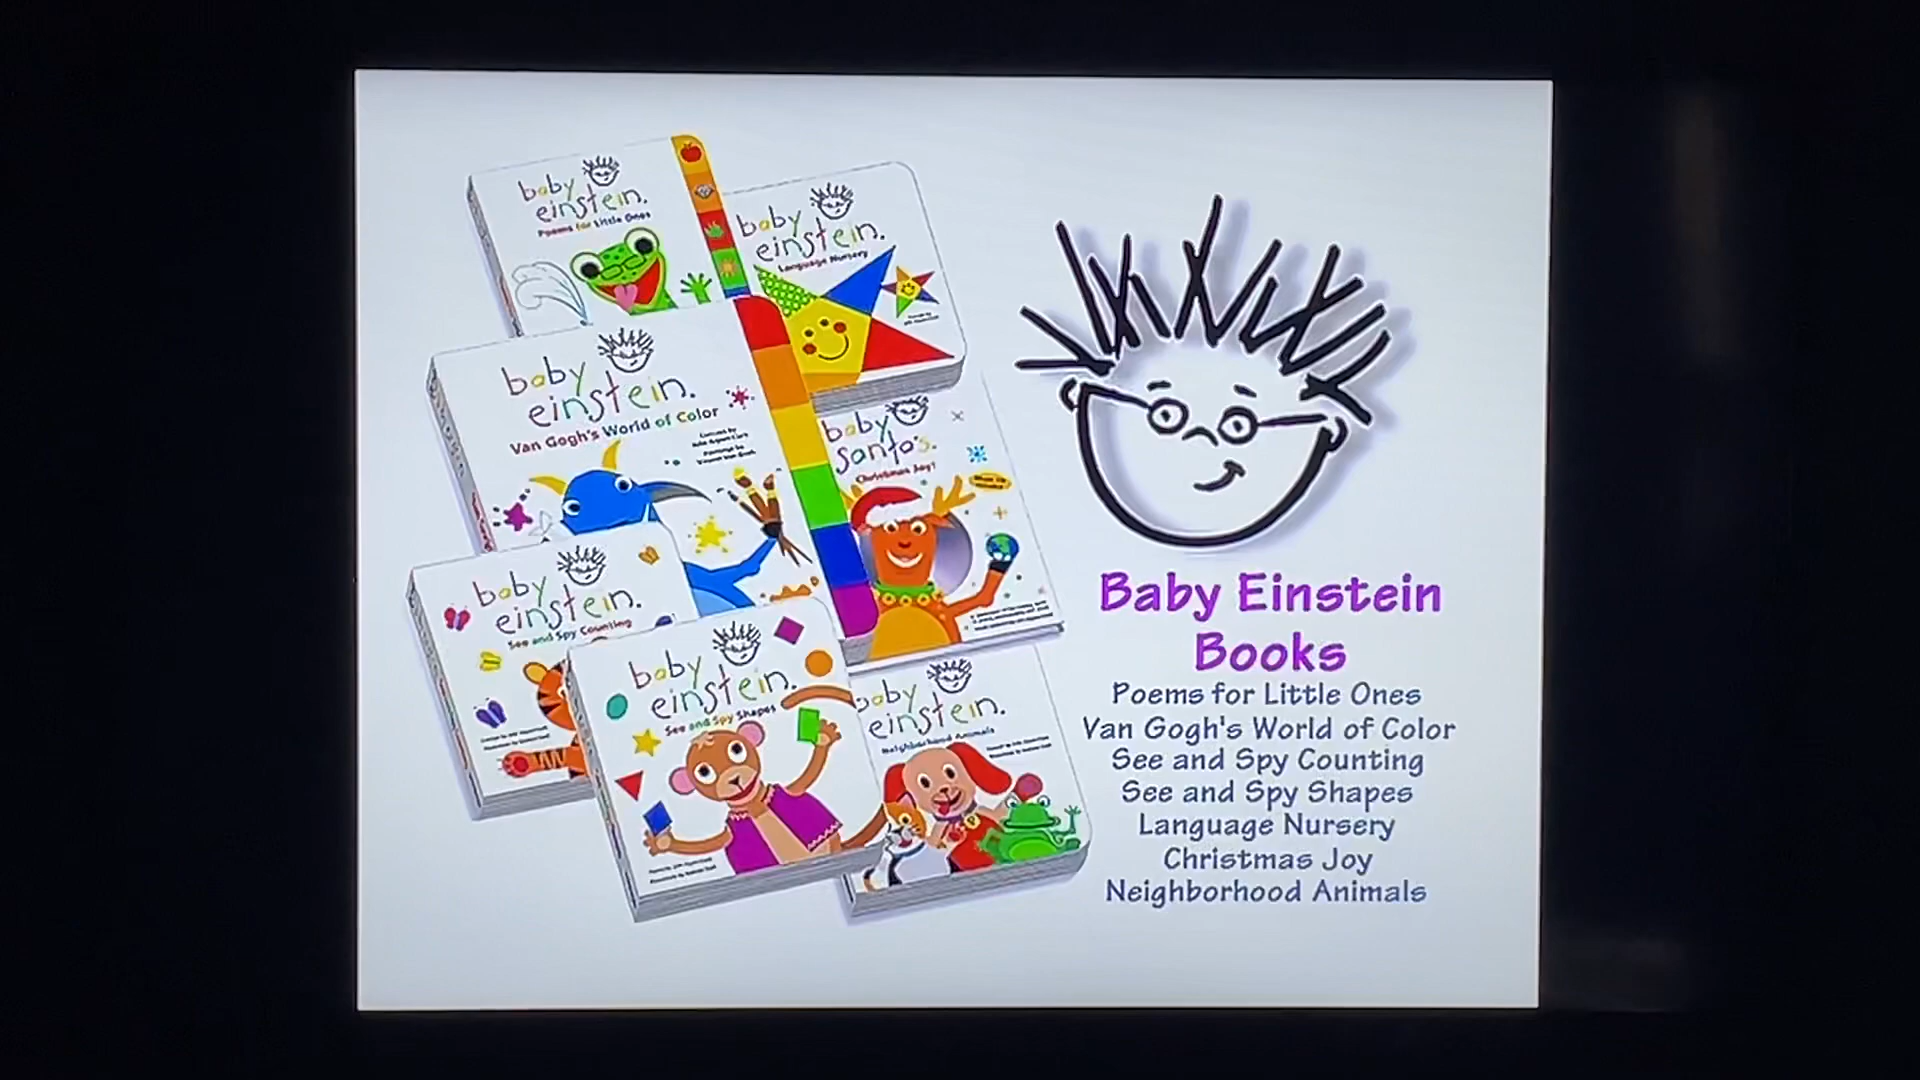 baby
einstein.
Poems for Little Ones
baby
einstein.
Language Nursery
baby
einstein.
Van Gogh's World of Color
baby
santa's.
Christmas Joy!
baby
einstein.
See and Spy Counting
baby
einstein.
See and Spy Shapes
baby
einstein.
Neighborhood Animals
Baby Einstein
Books
Poems for Little Ones
Van Gogh's World of Color
See and Spy Counting
See and Spy Shapes
Language Nursery
Christmas Joy
Neighborhood Animals